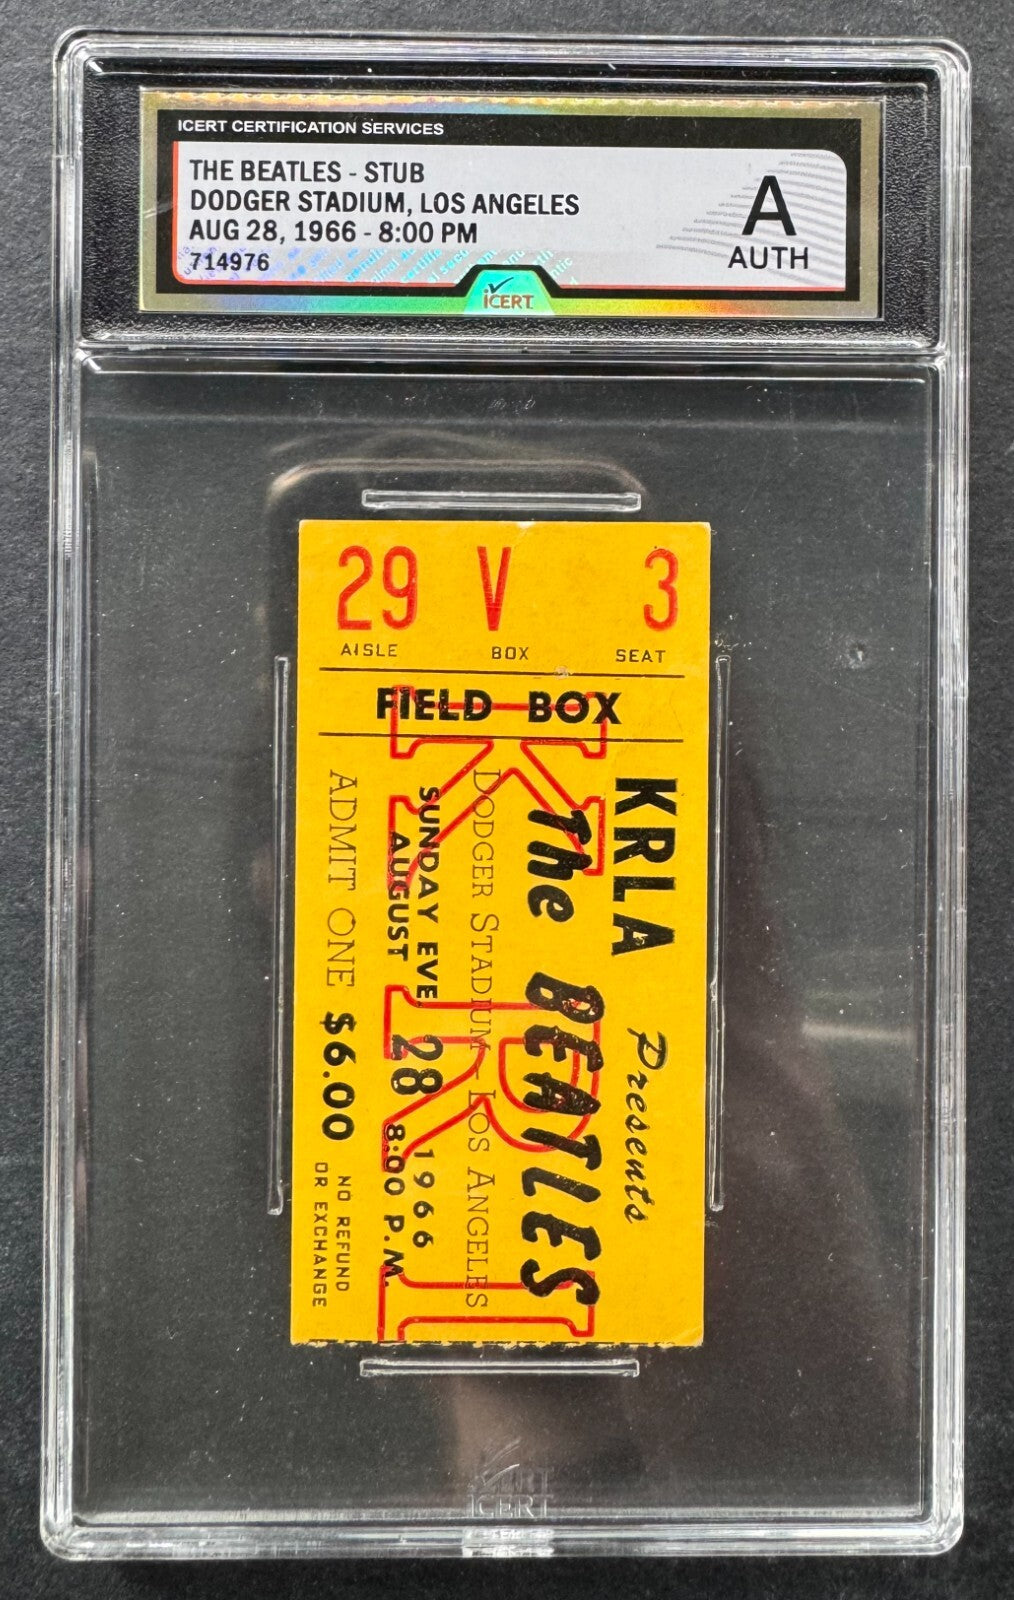 ICERT CERTIFICATION SERVICES
THE BEATLES - STUB
DODGER STADIUM, LOS ANGELES
AUG 28, 1966 - 8:00 PM
714976
A
AUTH
ICERT
29 V 3
AISLE BOX SEAT
FIELD BOX
KRLA Presents
The BEATLES
DODGER STADIUM - LOS ANGELES
SUNDAY EVE. AUGUST 28 1966 8:00 P.M.
ADMIT ONE $6.00 NO REFUND OR EXCHANGE
KRL
ICERT